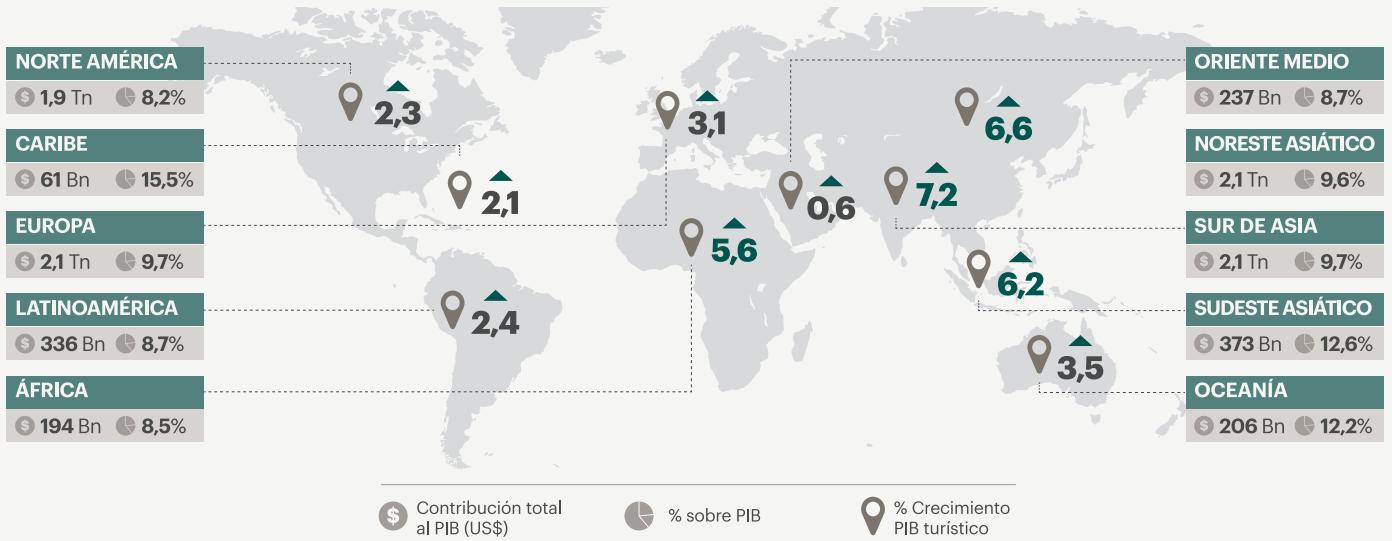 NORTE AMÉRICA
$ 1,9 Tn 8,2%
CARIBE
$ 61 Bn 15,5%
EUROPA
$ 2,1 Tn 9,7%
LATINOAMÉRICA
$ 336 Bn 8,7%
ÁFRICA
$ 194 Bn 8,5%
2,3
2,1
2,4
3,1
5,6
0,6
6,6
7,2
6,2
3,5
ORIENTE MEDIO
$ 237 Bn 8,7%
NORESTE ASIÁTICO
$ 2,1 Tn 9,6%
SUR DE ASIA
$ 2,1 Tn 9,7%
SUDESTE ASIÁTICO
$ 373 Bn 12,6%
OCEANÍA
$ 206 Bn 12,2%
$ Contribución total
al PIB (US$)
% sobre PIB
% Crecimiento
PIB turístico